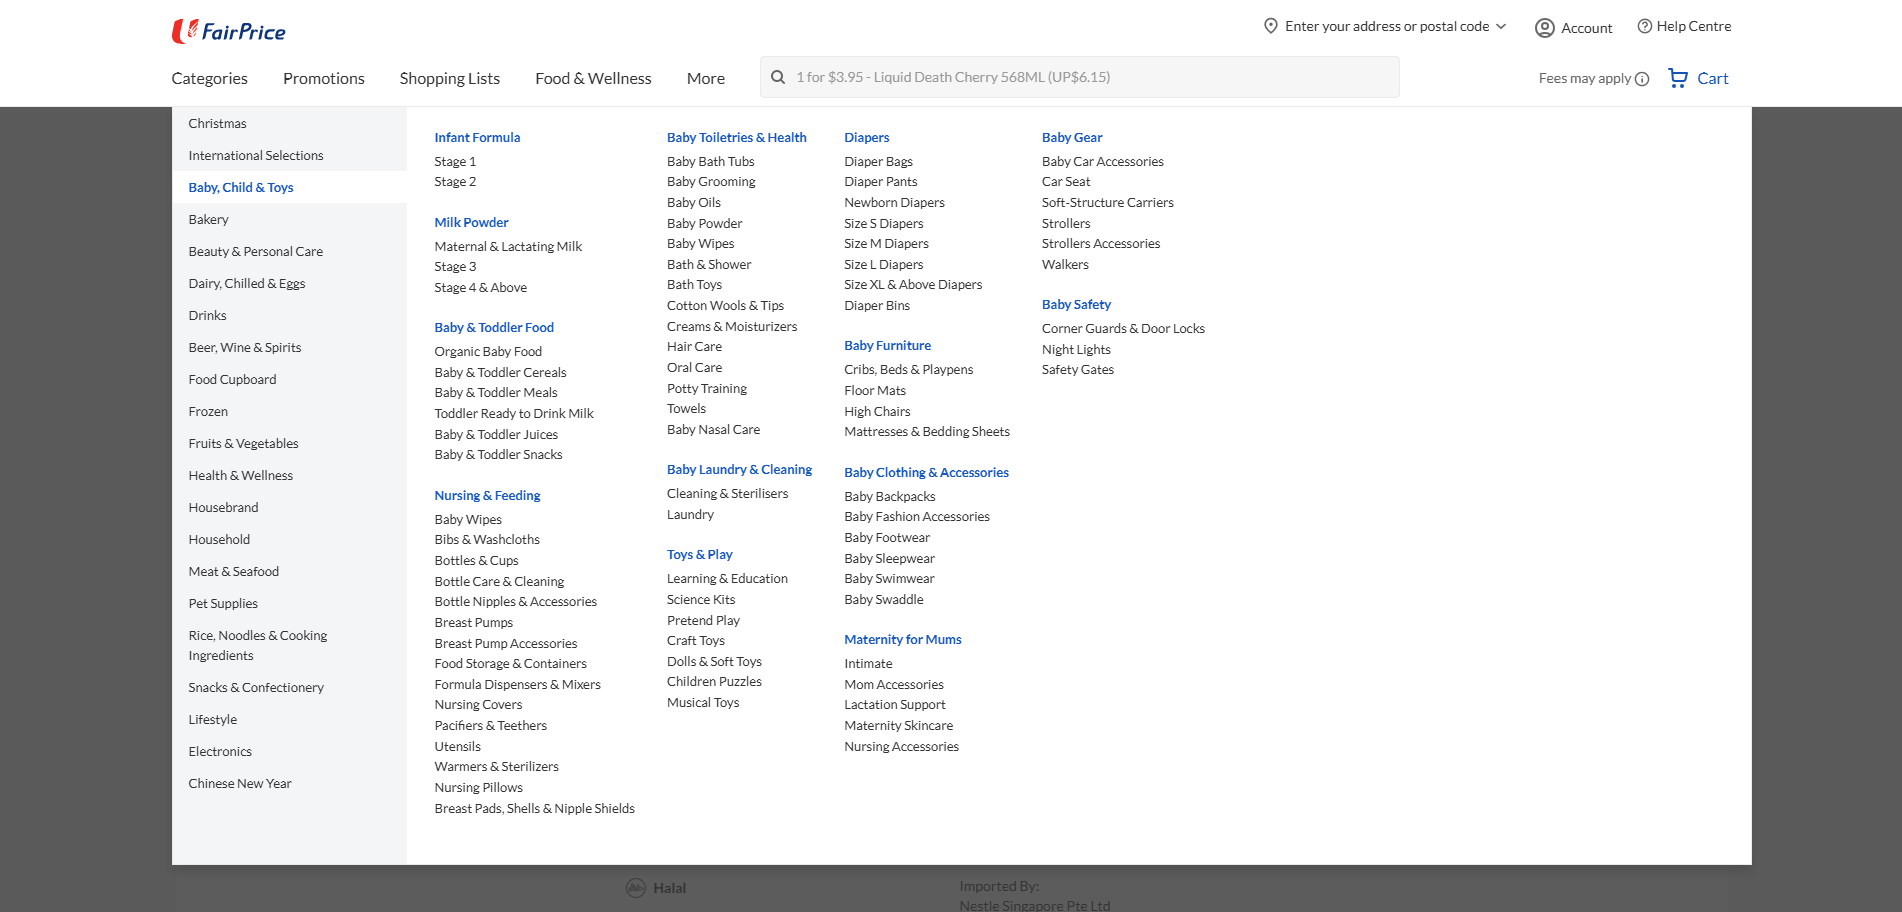 FairPrice
Enter your address or postal code
Account
Help Centre
Categories
Promotions
Shopping Lists
Food & Wellness
More
1 for $3.95 - Liquid Death Cherry 568ML (UP$6.15)
Fees may apply
Cart
Christmas
International Selections
Baby, Child & Toys
Bakery
Beauty & Personal Care
Dairy, Chilled & Eggs
Drinks
Beer, Wine & Spirits
Food Cupboard
Frozen
Fruits & Vegetables
Health & Wellness
Housebrand
Household
Meat & Seafood
Pet Supplies
Rice, Noodles & Cooking
Ingredients
Snacks & Confectionery
Lifestyle
Electronics
Chinese New Year
Infant Formula
Stage 1
Stage 2
Milk Powder
Maternal & Lactating Milk
Stage 3
Stage 4 & Above
Baby & Toddler Food
Organic Baby Food
Baby & Toddler Cereals
Baby & Toddler Meals
Toddler Ready to Drink Milk
Baby & Toddler Juices
Baby & Toddler Snacks
Nursing & Feeding
Baby Wipes
Bibs & Washcloths
Bottles & Cups
Bottle Care & Cleaning
Bottle Nipples & Accessories
Breast Pumps
Breast Pump Accessories
Food Storage & Containers
Formula Dispensers & Mixers
Nursing Covers
Pacifiers & Teethers
Utensils
Warmers & Sterilizers
Nursing Pillows
Breast Pads, Shells & Nipple Shields
Baby Toiletries & Health
Baby Bath Tubs
Baby Grooming
Baby Oils
Baby Powder
Baby Wipes
Bath & Shower
Bath Toys
Cotton Wools & Tips
Creams & Moisturizers
Hair Care
Oral Care
Potty Training
Towels
Baby Nasal Care
Baby Laundry & Cleaning
Cleaning & Sterilisers
Laundry
Toys & Play
Learning & Education
Science Kits
Pretend Play
Craft Toys
Dolls & Soft Toys
Children Puzzles
Musical Toys
Diapers
Diaper Bags
Diaper Pants
Newborn Diapers
Size S Diapers
Size M Diapers
Size L Diapers
Size XL & Above Diapers
Diaper Bins
Baby Furniture
Cribs, Beds & Playpens
Floor Mats
High Chairs
Mattresses & Bedding Sheets
Baby Clothing & Accessories
Baby Backpacks
Baby Fashion Accessories
Baby Footwear
Baby Sleepwear
Baby Swimwear
Baby Swaddle
Maternity for Mums
Intimate
Mom Accessories
Lactation Support
Maternity Skincare
Nursing Accessories
Baby Gear
Baby Car Accessories
Car Seat
Soft-Structure Carriers
Strollers
Strollers Accessories
Walkers
Baby Safety
Corner Guards & Door Locks
Night Lights
Safety Gates
Halal
Imported By:
Nestle Singapore Pte Ltd